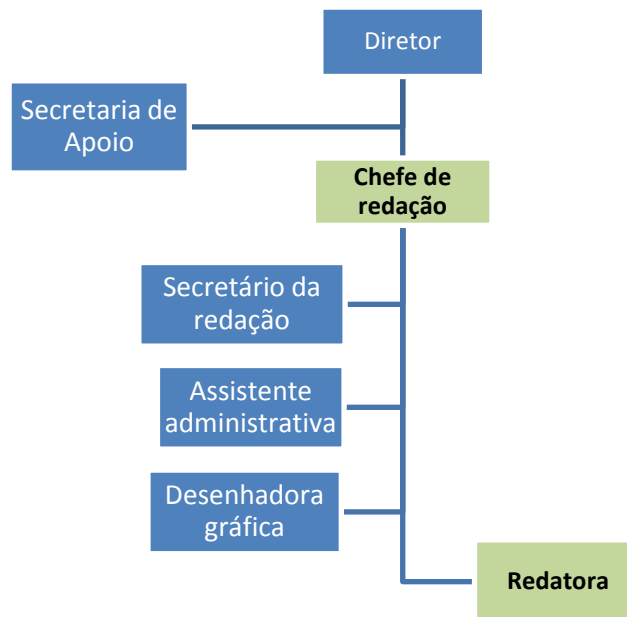 Diretor
Secretaria de
Apoio
Chefe de
redação
Secretário da
redação
Assistente
administrativa
Desenhadora
gráfica
Redatora